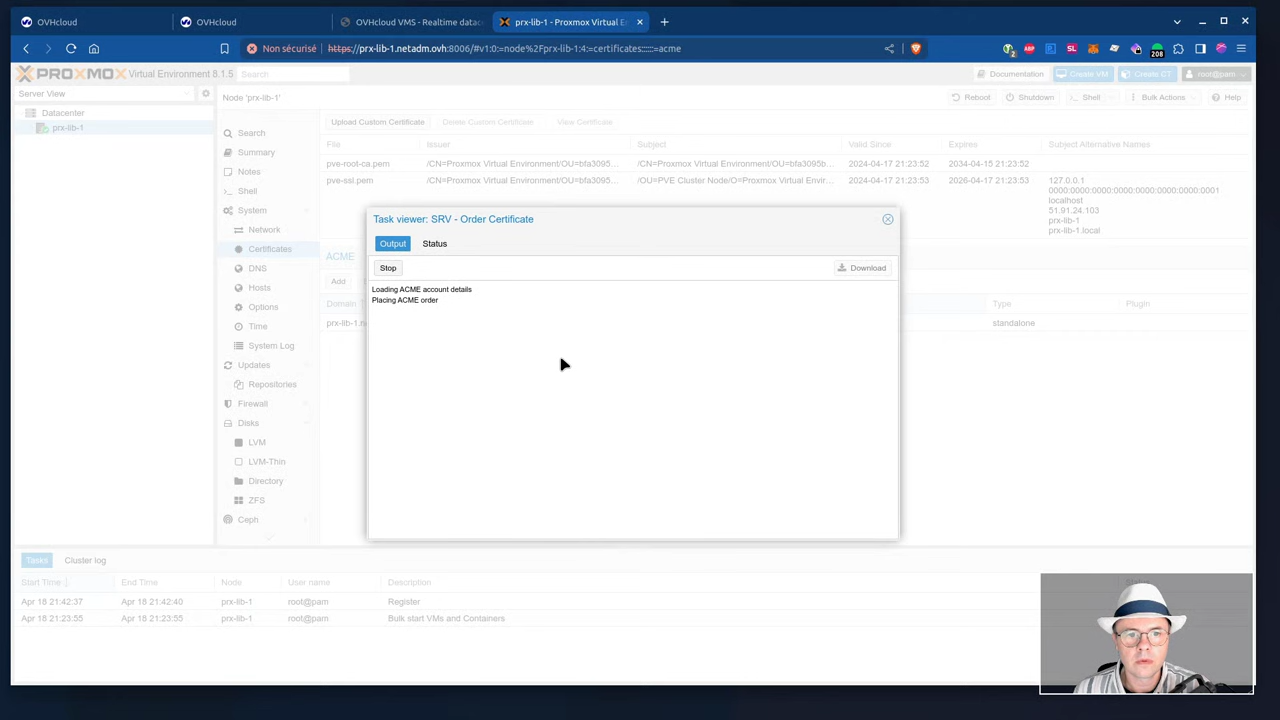 OVHcloud
OVHcloud
OVHcloud VMS - Realtime datac
prx-lib-1 - Proxmox Virtual En
Non sécurisé
https://prx-lib-1.netadm.ovh:8006/#v1:0:=node%2Fprx-lib-1:4:=certificates::::::=acme
208
PROXMOX Virtual Environment 8.1.5
Search
Documentation
Create VM
Create CT
root@pam
Server View
Node 'prx-lib-1'
Reboot
Shutdown
Shell
Bulk Actions
Help
Datacenter
prx-lib-1
Search
Summary
Notes
Shell
System
Network
Certificates
DNS
Hosts
Options
Time
System Log
Updates
Repositories
Firewall
Disks
LVM
LVM-Thin
Directory
ZFS
Ceph
Upload Custom Certificate
Delete Custom Certificate
View Certificate
File
Issuer
Subject
Valid Since
Expires
Subject Alternative Names
pve-root-ca.pem
/CN=Proxmox Virtual Environment/OU=bfa3095...
/CN=Proxmox Virtual Environment/OU=bfa3095b...
2024-04-17 21:23:52
2034-04-15 21:23:52
pve-ssl.pem
/CN=Proxmox Virtual Environment/OU=bfa3095...
/OU=PVE Cluster Node/O=Proxmox Virtual Envir...
2024-04-17 21:23:53
2026-04-17 21:23:53
127.0.0.1
0000:0000:0000:0000:0000:0000:0000:0001
localhost
51.91.24.103
prx-lib-1
prx-lib-1.local
ACME
Add
Domain
Type
Plugin
prx-lib-1.n
standalone
Task viewer: SRV - Order Certificate
Output
Status
Stop
Download
Loading ACME account details
Placing ACME order
Tasks
Cluster log
Start Time
End Time
Node
User name
Description
Status
Apr 18 21:42:37
Apr 18 21:42:40
prx-lib-1
root@pam
Register
Apr 18 21:23:55
Apr 18 21:23:55
prx-lib-1
root@pam
Bulk start VMs and Containers